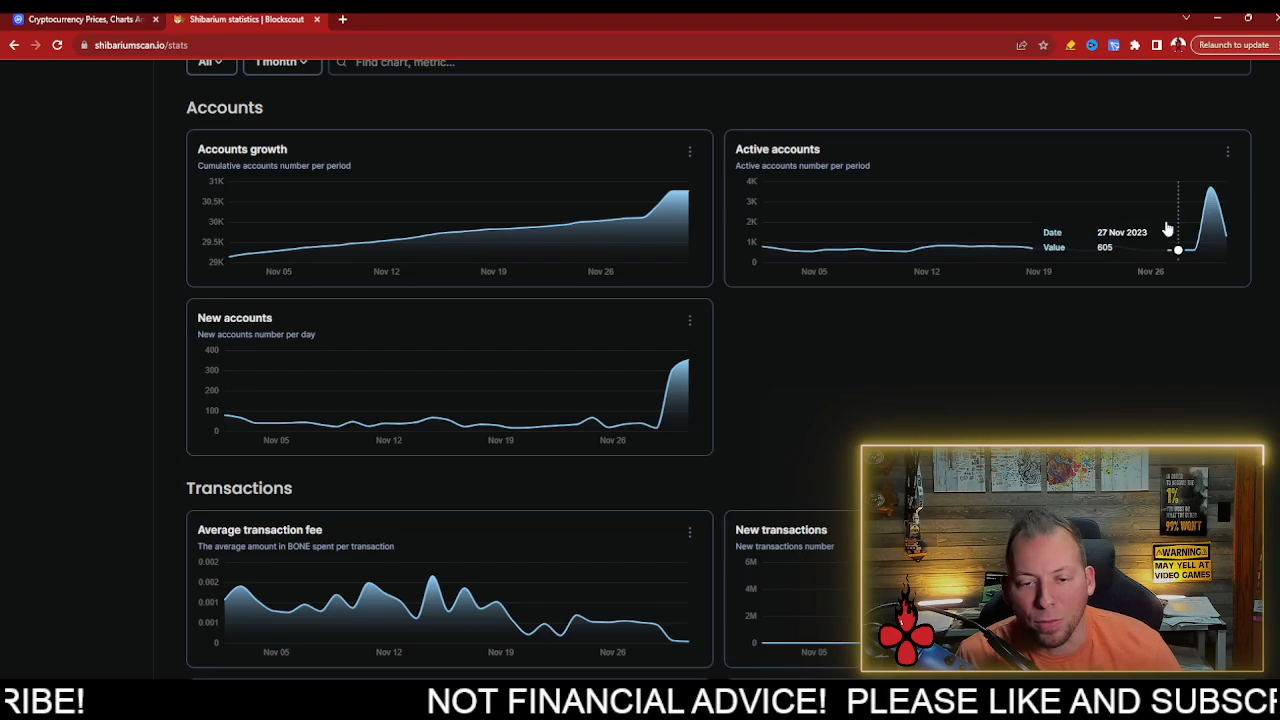 Cryptocurrency Prices, Charts A
Shibarium statistics | Blockscout
shibariumscan.io/stats
Relaunch to update
All
1 month
Find chart, metric...
Accounts
Accounts growth
Cumulative accounts number per period
31K
30.5K
30K
29.5K
29K
Nov 05 Nov 12 Nov 19 Nov 26
Active accounts
Active accounts number per period
4K
3K
2K
1K
0
Date 27 Nov 2023
Value 605
Nov 05 Nov 12 Nov 19 Nov 26
New accounts
New accounts number per day
400
300
200
100
0
Nov 05 Nov 12 Nov 19 Nov 26
Transactions
Average transaction fee
The average amount in BONE spent per transaction
0.002
0.002
0.001
0.001
0
Nov 05 Nov 12 Nov 19 Nov 26
New transactions
New transactions number
6M
4M
2M
0
Nov 05
1%
99% WON'T
WARNING
MAY YELL AT
VIDEO GAMES
RIBE! NOT FINANCIAL ADVICE! PLEASE LIKE AND SUBSCR